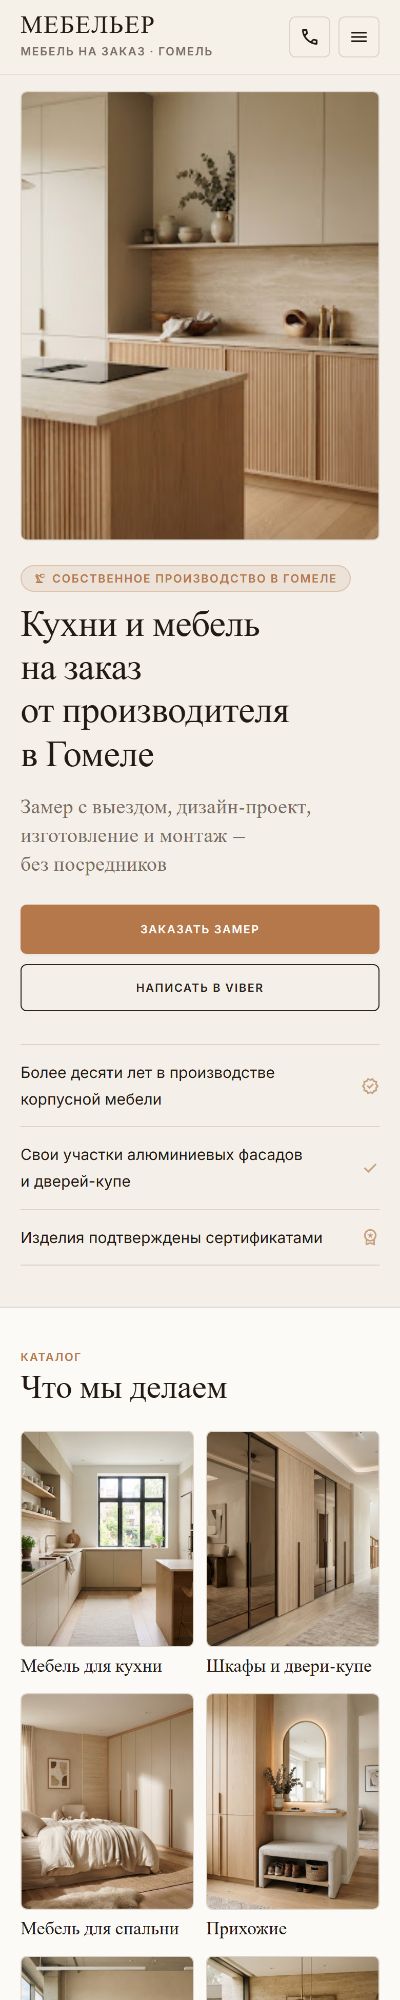 МЕБЕЛЬЕР
МЕБЕЛЬ НА ЗАКАЗ · ГОМЕЛЬ
СОБСТВЕННОЕ ПРОИЗВОДСТВО В ГОМЕЛЕ
Кухни и мебель
на заказ
от производителя
в Гомеле
Замер с выездом, дизайн-проект,
изготовление и монтаж —
без посредников
ЗАКАЗАТЬ ЗАМЕР
НАПИСАТЬ В VIBER
Более десяти лет в производстве
корпусной мебели
Свои участки алюминиевых фасадов
и дверей-купе
Изделия подтверждены сертификатами
КАТАЛОГ
Что мы делаем
Мебель для кухни
Шкафы и двери-купе
Мебель для спальни
Прихожие